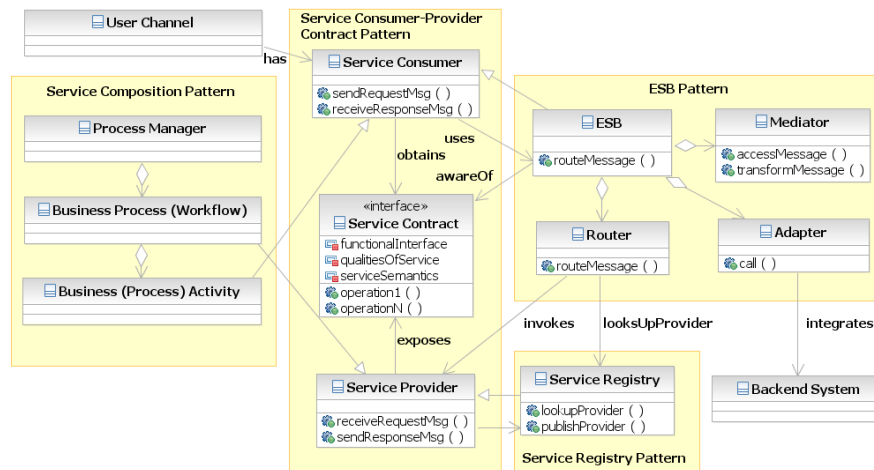 User Channel
has
Service Composition Pattern
Process Manager
Business Process (Workflow)
Business (Process) Activity
Service Consumer-Provider
Contract Pattern
Service Consumer
sendRequestMsg ( )
receiveResponseMsg ( )
obtains
uses
awareOf
«interface»
Service Contract
functionalInterface
qualitiesOfService
serviceSemantics
operation1 ( )
operationN ( )
exposes
Service Provider
receiveRequestMsg ( )
sendResponseMsg ( )
ESB Pattern
ESB
routeMessage ( )
Mediator
accessMessage ( )
transformMessage ( )
Router
routeMessage ( )
Adapter
call ( )
invokes
looksUpProvider
integrates
Service Registry
lookupProvider ( )
publishProvider ( )
Service Registry Pattern
Backend System